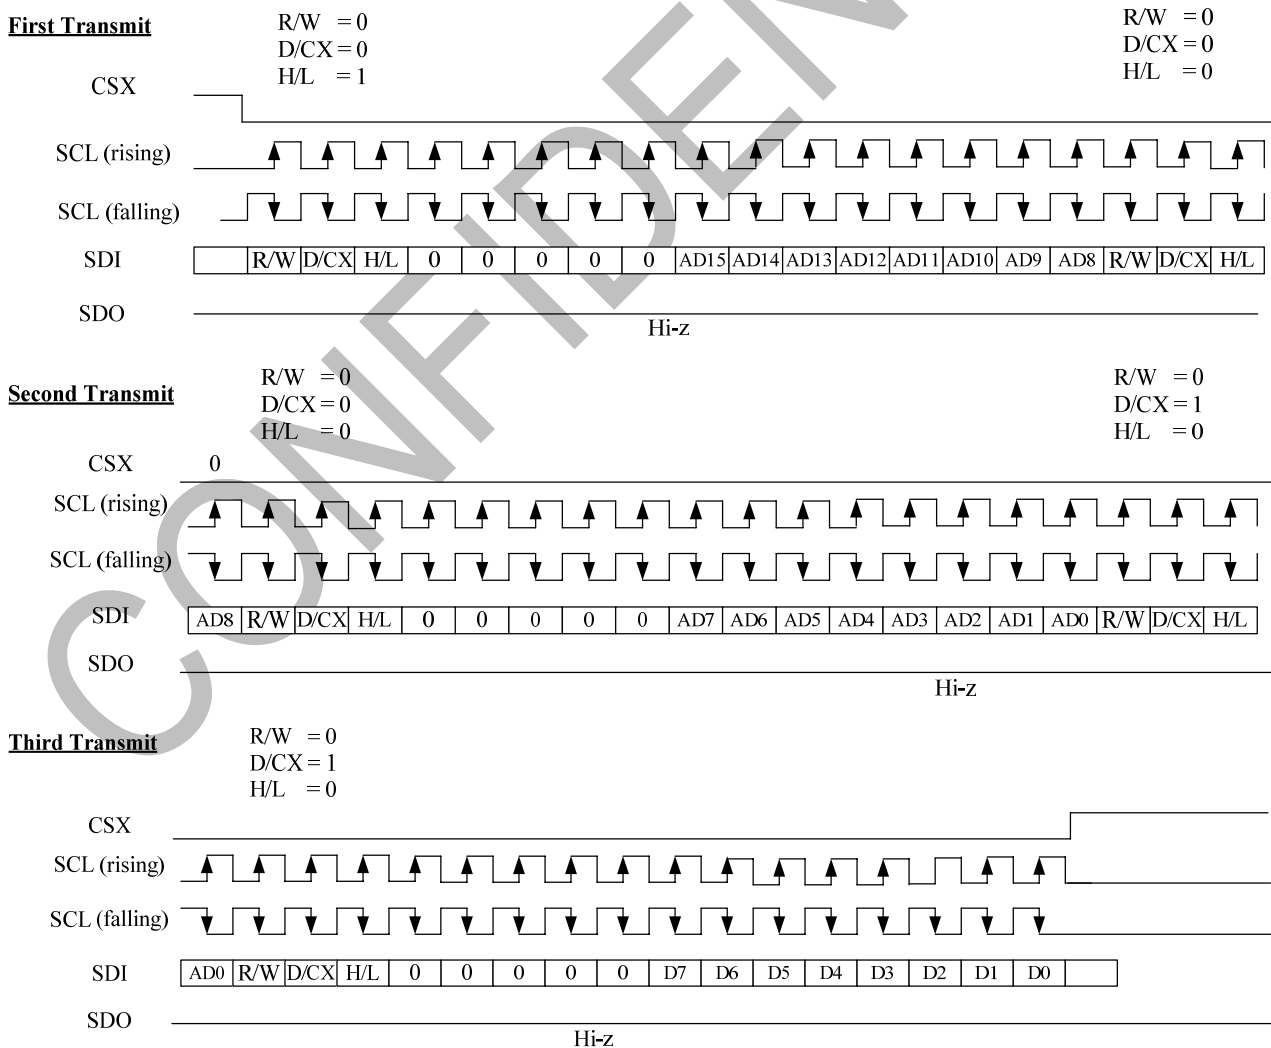 First Transmit
R/W = 0
D/CX = 0
H/L = 1
R/W = 0
D/CX = 0
H/L = 0
CSX
SCL (rising)
SCL (falling)
SDI R/W D/CX H/L 0 0 0 0 0 AD15 AD14 AD13 AD12 AD11 AD10 AD9 AD8 R/W D/CX H/L
SDO
Hi-z
Second Transmit
R/W = 0
D/CX = 0
H/L = 0
R/W = 0
D/CX = 1
H/L = 0
CSX 0
SCL (rising)
SCL (falling)
SDI AD8 R/W D/CX H/L 0 0 0 0 0 AD7 AD6 AD5 AD4 AD3 AD2 AD1 AD0 R/W D/CX H/L
SDO
Hi-z
Third Transmit
R/W = 0
D/CX = 1
H/L = 0
CSX
SCL (rising)
SCL (falling)
SDI AD0 R/W D/CX H/L 0 0 0 0 0 D7 D6 D5 D4 D3 D2 D1 D0
SDO
Hi-z
CONFIDEN